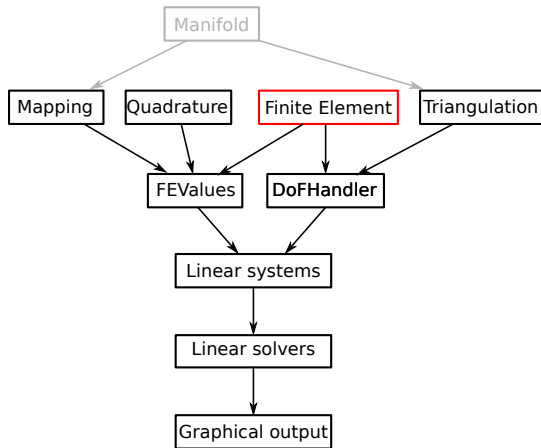 Manifold
Mapping
Quadrature
Finite Element
Triangulation
FEValues
DoFHandler
Linear systems
Linear solvers
Graphical output